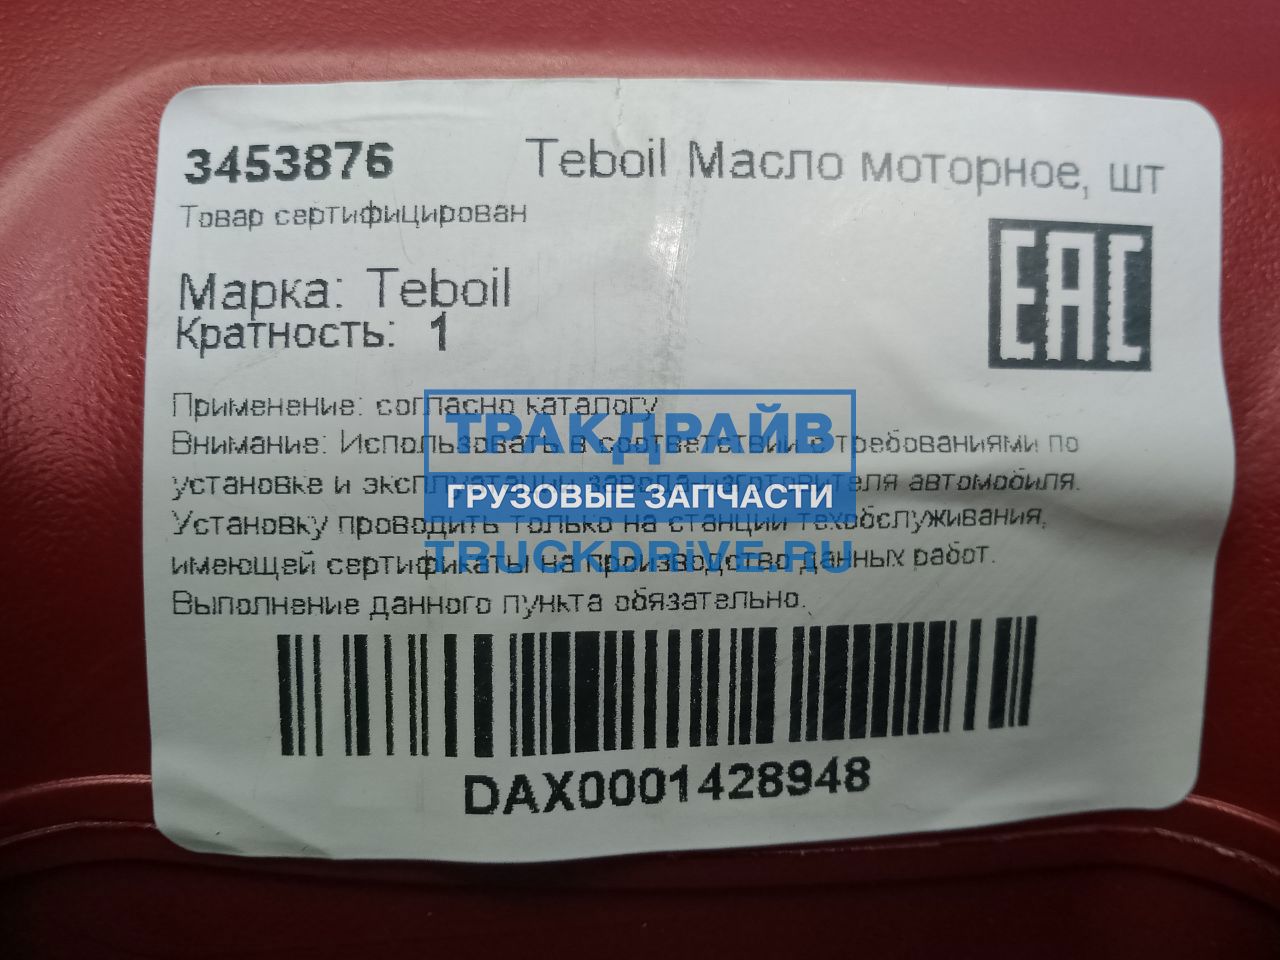 3453876 Teboil Масло моторное, шт
Товар сертифицирован
EAC
Марка: Teboil
Кратность: 1
Применение: согласно каталогу
Внимание: Использовать в соответствии с требованиями по
установке и эксплуатации завода-изготовителя автомобиля.
Установку проводить только на станции техобслуживания,
имеющей сертификаты на производство данных работ.
Выполнение данного пункта обязательно.
DAX0001428948
ТРАКДРАЙВ
ГРУЗОВЫЕ ЗАПЧАСТИ
TRUCKDRiVE.RU